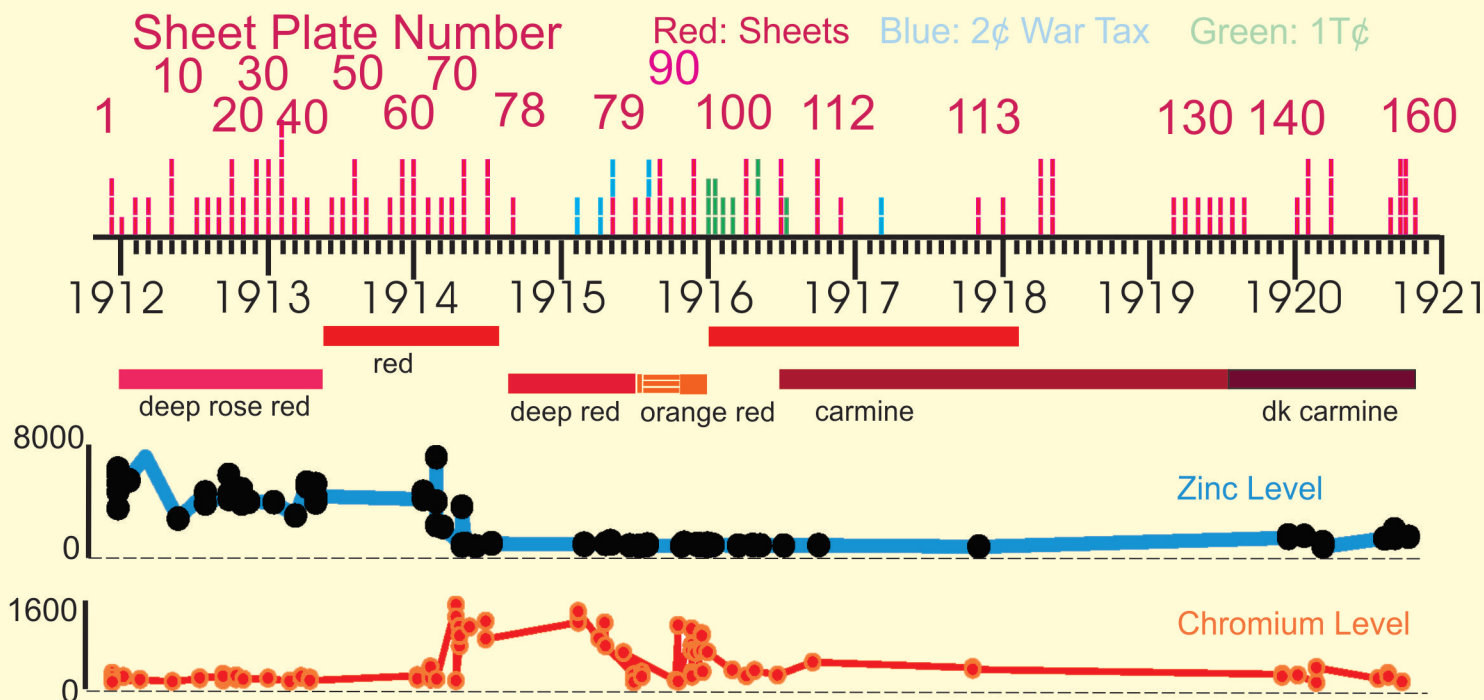 Sheet Plate Number Red: Sheets Blue: 2¢ War Tax Green: 1T¢
10 30 50 70 90
1 20 40 60 78 79 100 112 113 130 140 160
1912 1913 1914 1915 1916 1917 1918 1919 1920 1921
red
deep rose red deep red orange red carmine dk carmine
8000
Zinc Level
0
1600
Chromium Level
0